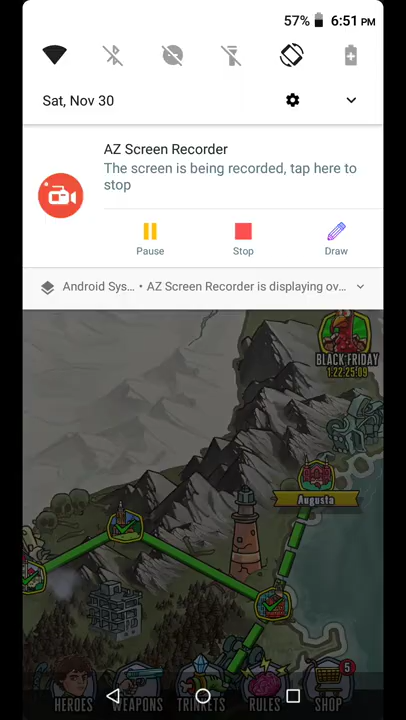 57% 6:51 PM
Sat, Nov 30
AZ Screen Recorder
The screen is being recorded, tap here to
stop
Pause Stop Draw
Android Sys... • AZ Screen Recorder is displaying ov...
BLACK FRIDAY
1:22:25:09
Augusta
5
HEROES WEAPONS TRINKETS RULES SHOP